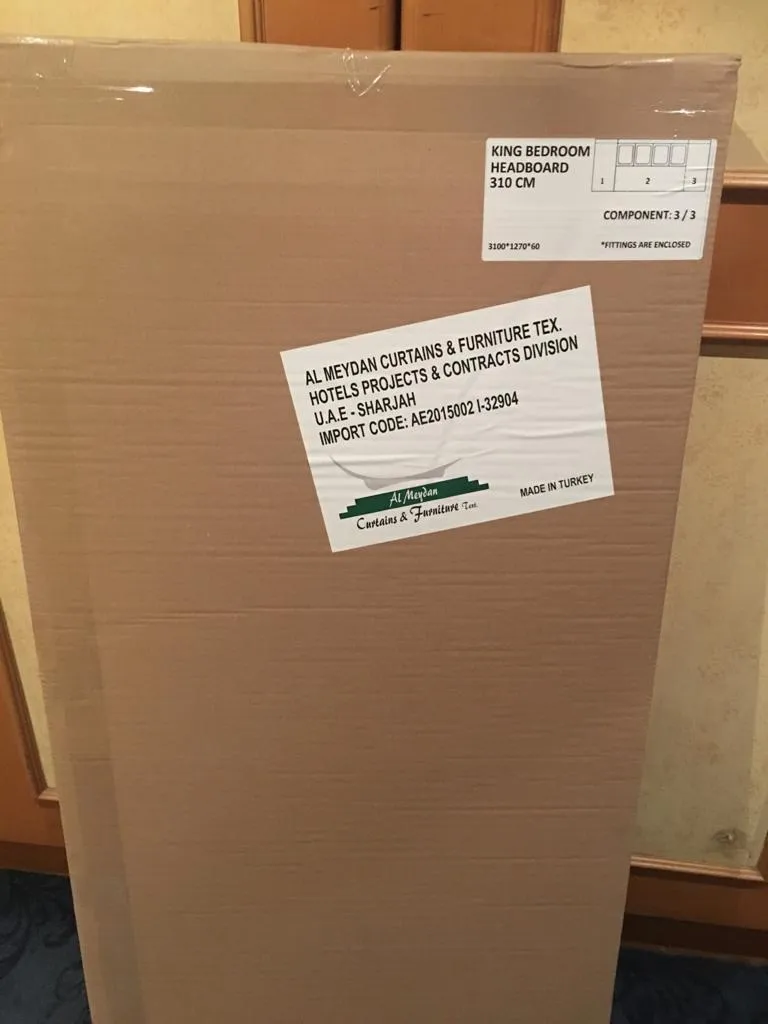 KING BEDROOM
HEADBOARD
310 CM
1 2 3
COMPONENT: 3 / 3
3100*1270*60 *FITTINGS ARE ENCLOSED
AL MEYDAN CURTAINS & FURNITURE TEX.
HOTELS PROJECTS & CONTRACTS DIVISION
U.A.E - SHARJAH
IMPORT CODE: AE2015002 I-32904
Al Meydan
Curtains & Furniture Text.
MADE IN TURKEY